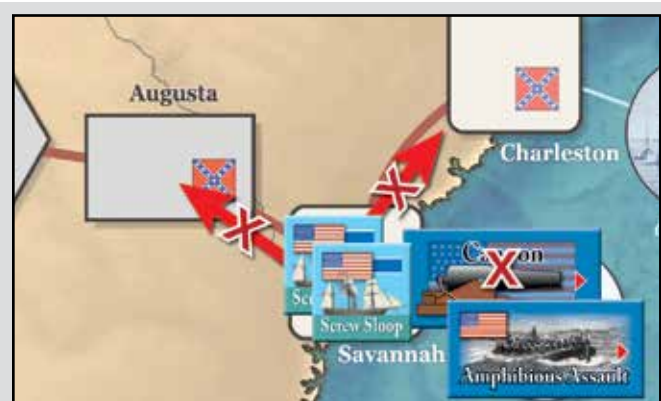 Augusta
Charleston
X
X
X
Screw Sloop
Savannah
Amphibious Assault